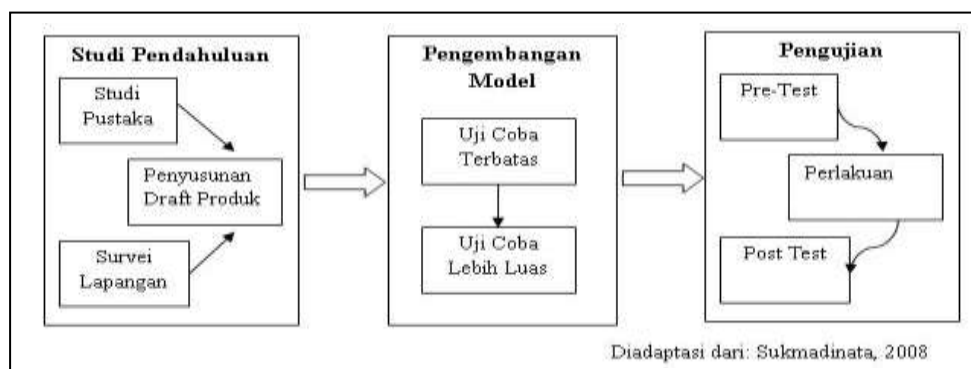 Studi Pendahuluan
Studi
Pustaka
Penyusunan
Draft Produk
Survei
Lapangan
Pengembangan
Model
Uji Coba
Terbatas
Uji Coba
Lebih Luas
Pengujian
Pre-Test
Perlakuan
Post Test
Diadaptasi dari: Sukmadinata, 2008